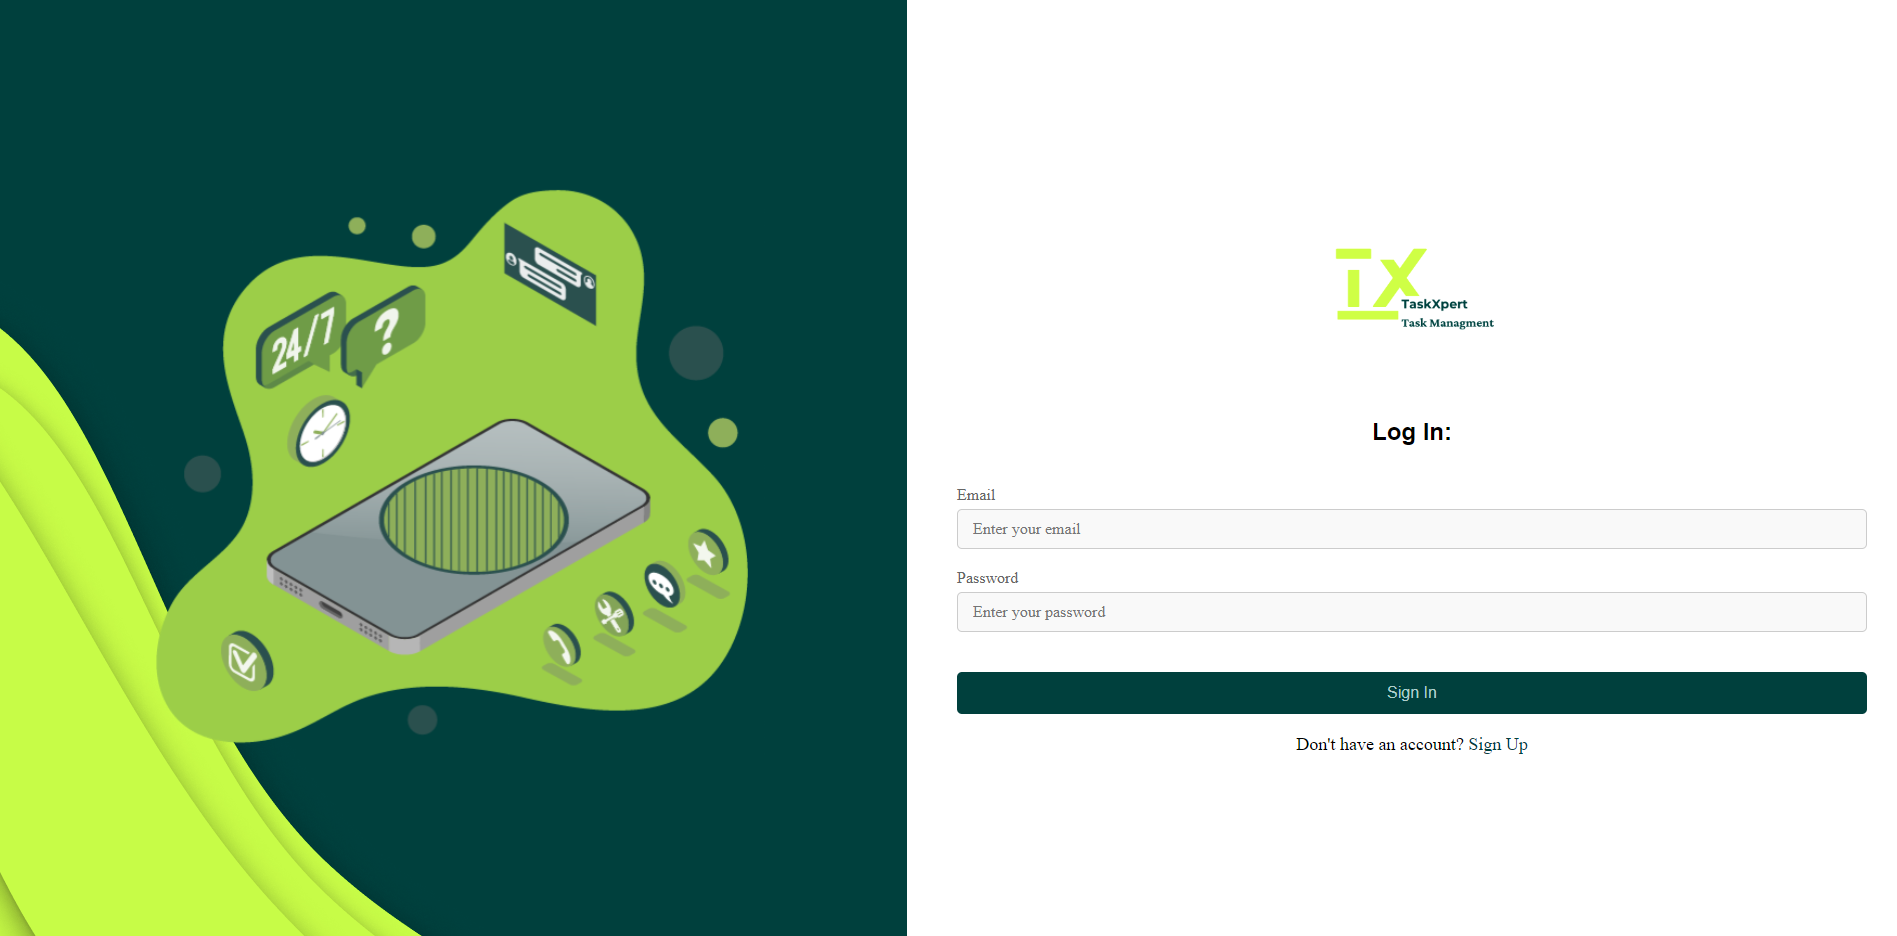 24/7
?
TX
TaskXpert
Task Managment
Log In:
Email
Enter your email
Password
Enter your password
Sign In
Don't have an account? Sign Up